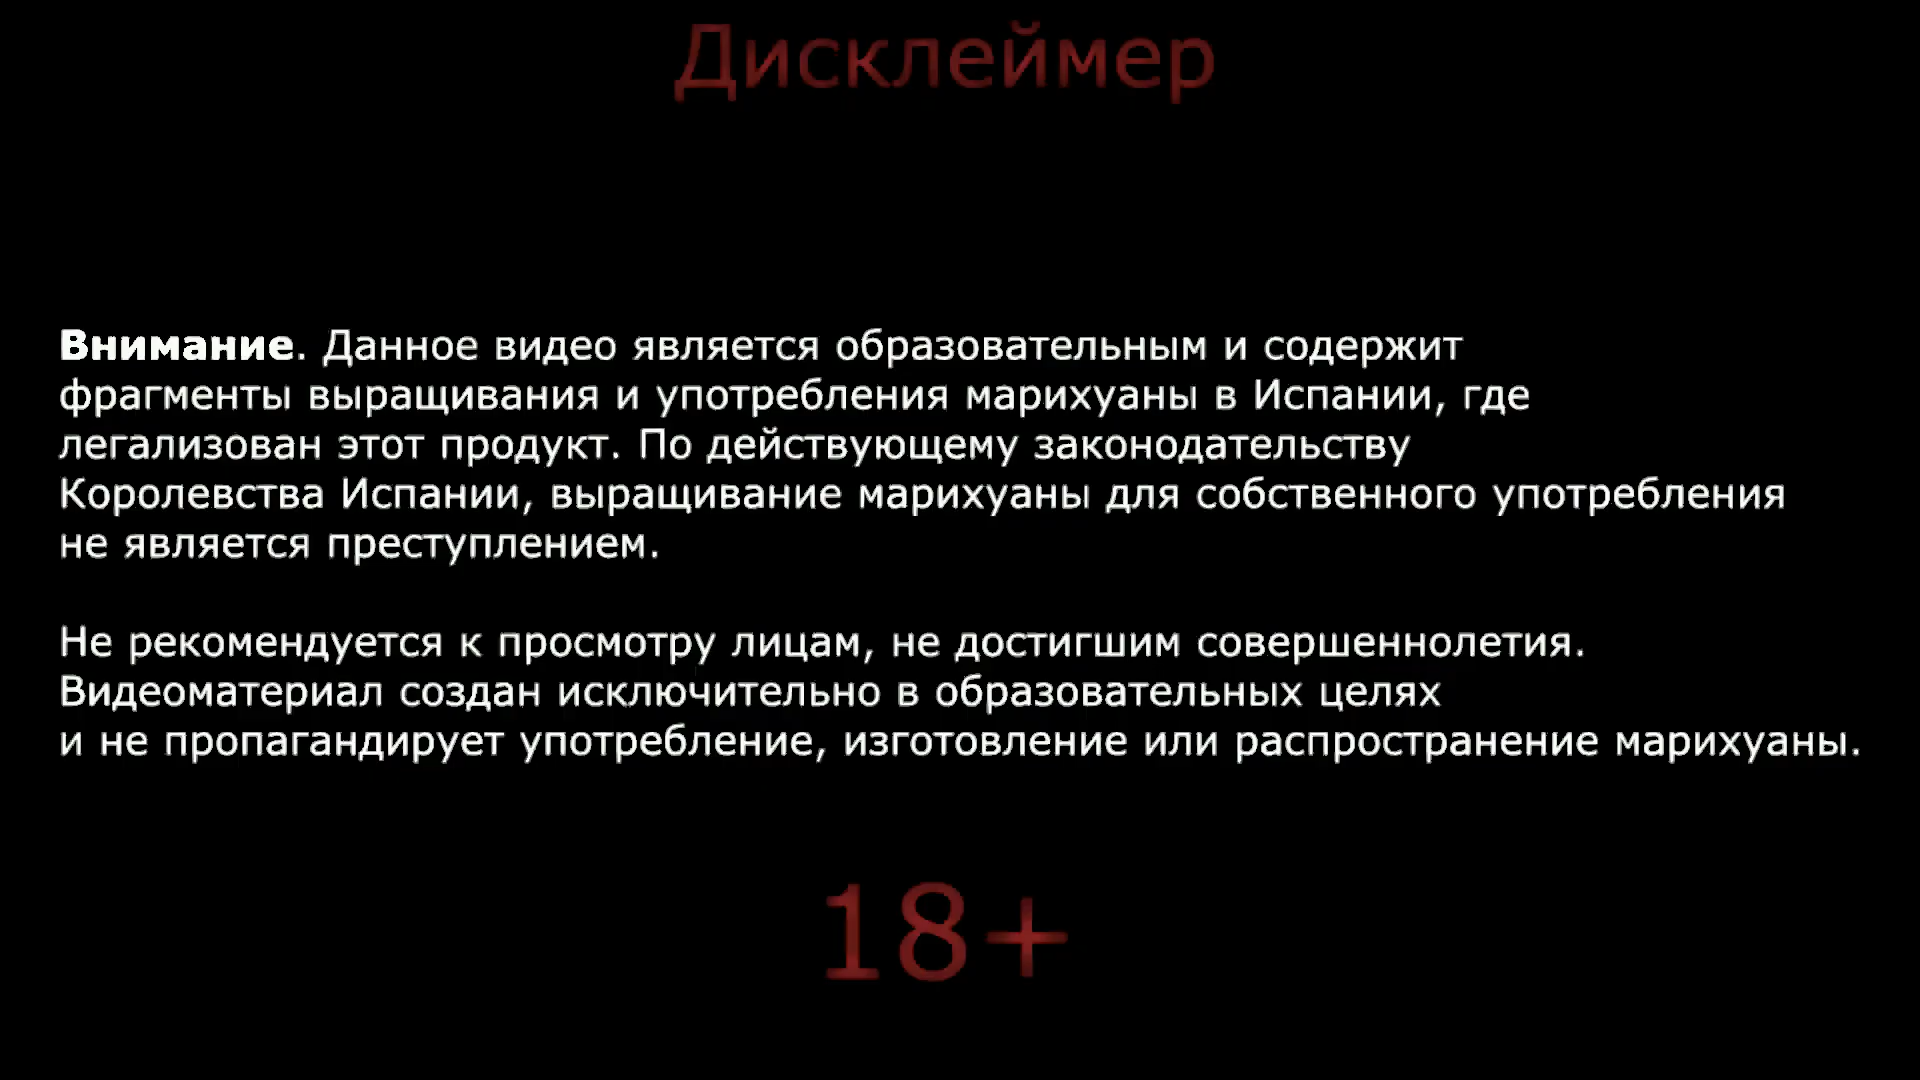 Дисклеймер
Внимание. Данное видео является образовательным и содержит
фрагменты выращивания и употребления марихуаны в Испании, где
легализован этот продукт. По действующему законодательству
Королевства Испании, выращивание марихуаны для собственного употребления
не является преступлением.
Не рекомендуется к просмотру лицам, не достигшим совершеннолетия.
Видеоматериал создан исключительно в образовательных целях
и не пропагандирует употребление, изготовление или распространение марихуаны.
18+